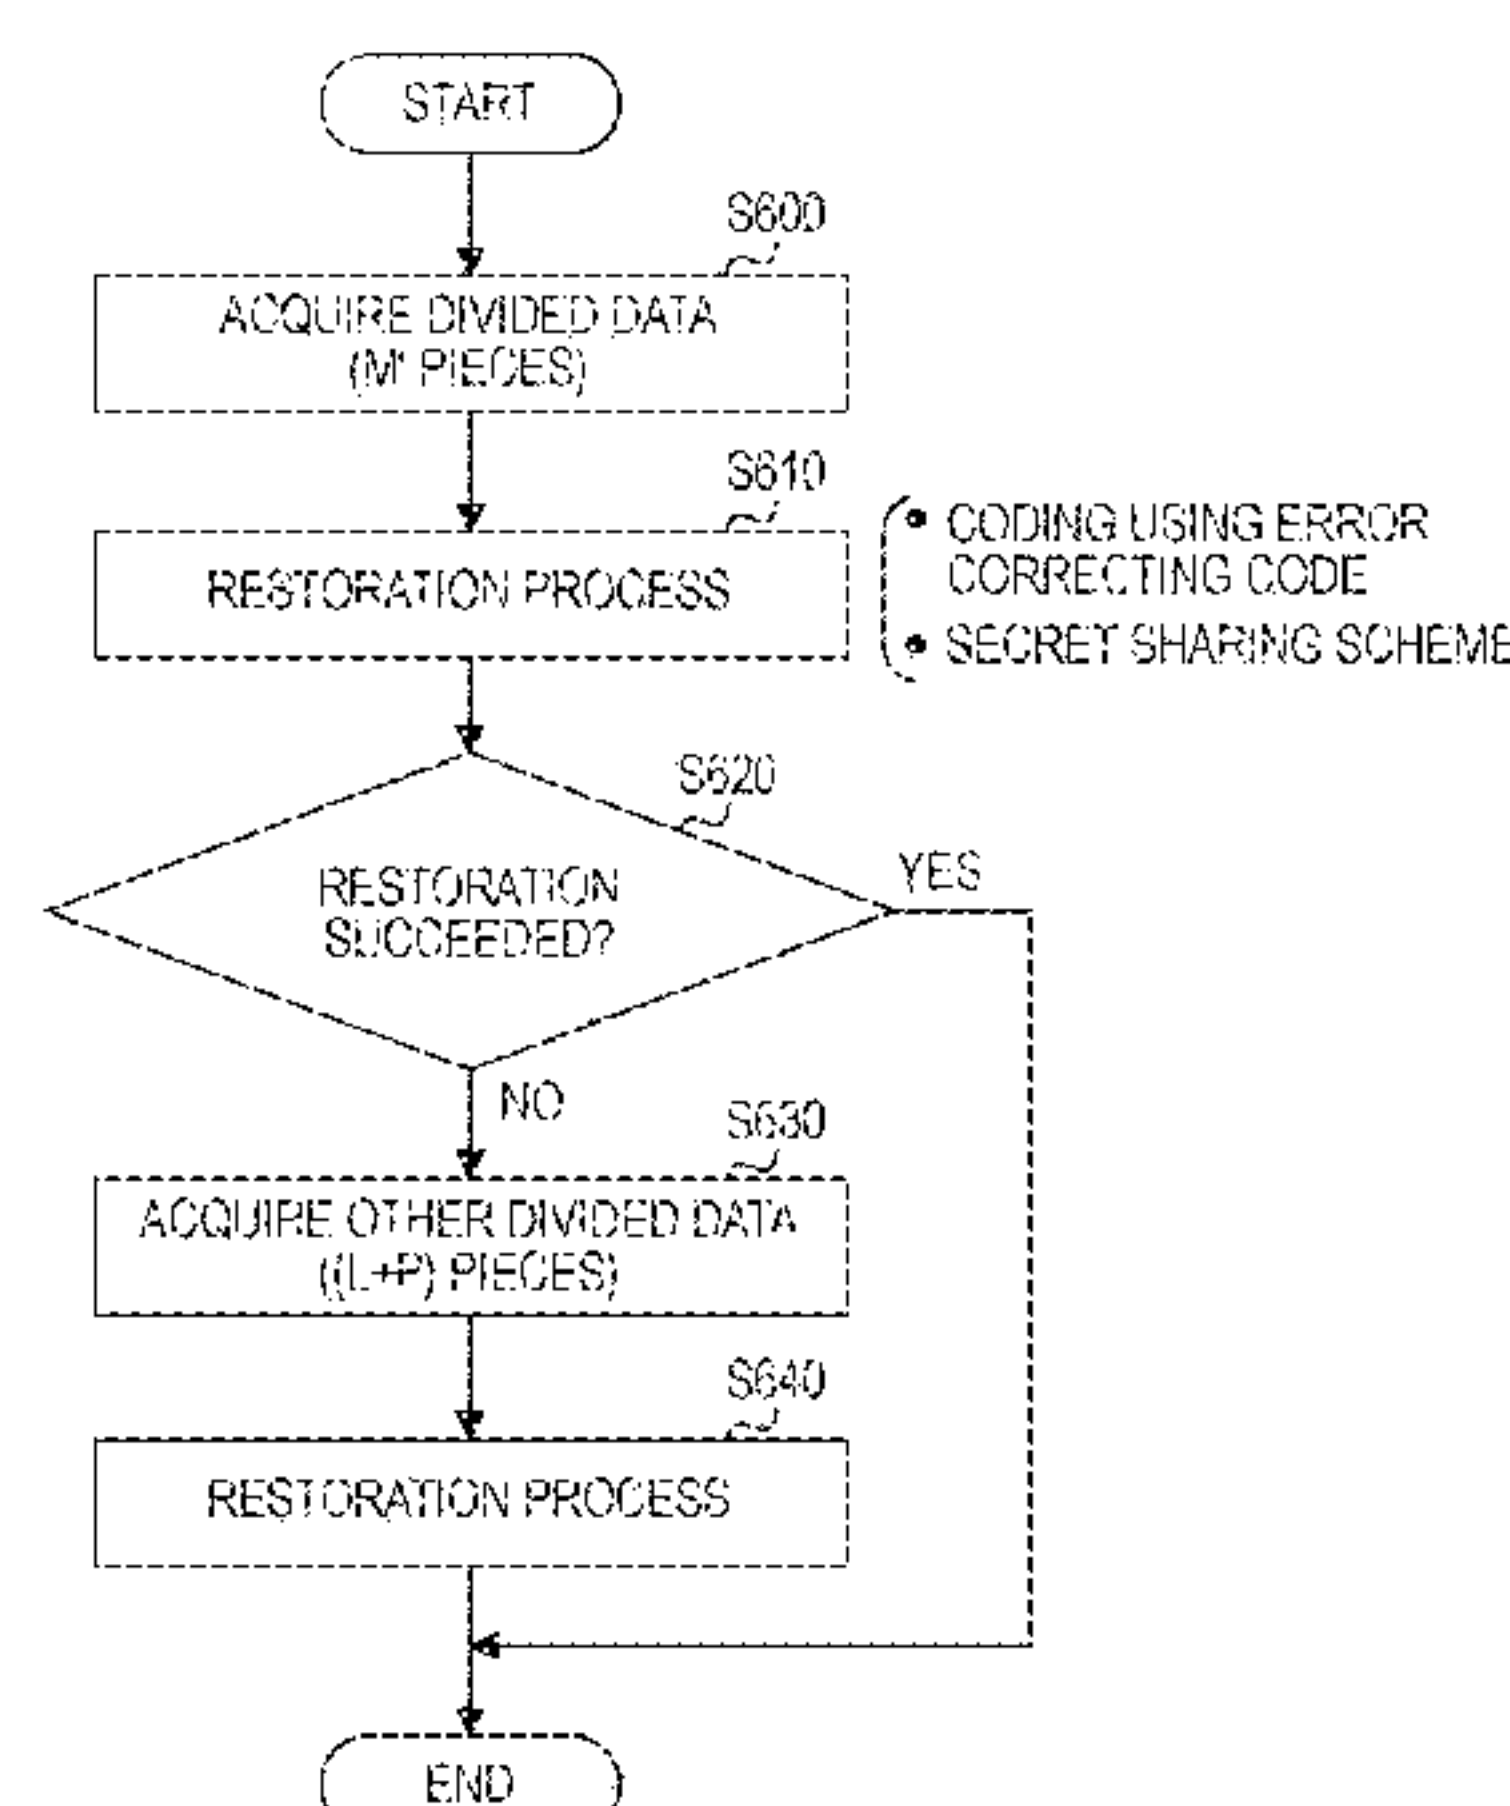 START
S600
ACQUIRE DIVIDED DATA
(M' PIECES)
S610
RESTORATION PROCESS
• CODING USING ERROR
CORRECTING CODE
• SECRET SHARING SCHEME
S620
RESTORATION
SUCCEEDED?
YES
NO
S630
ACQUIRE OTHER DIVIDED DATA
((L+P) PIECES)
S640
RESTORATION PROCESS
END